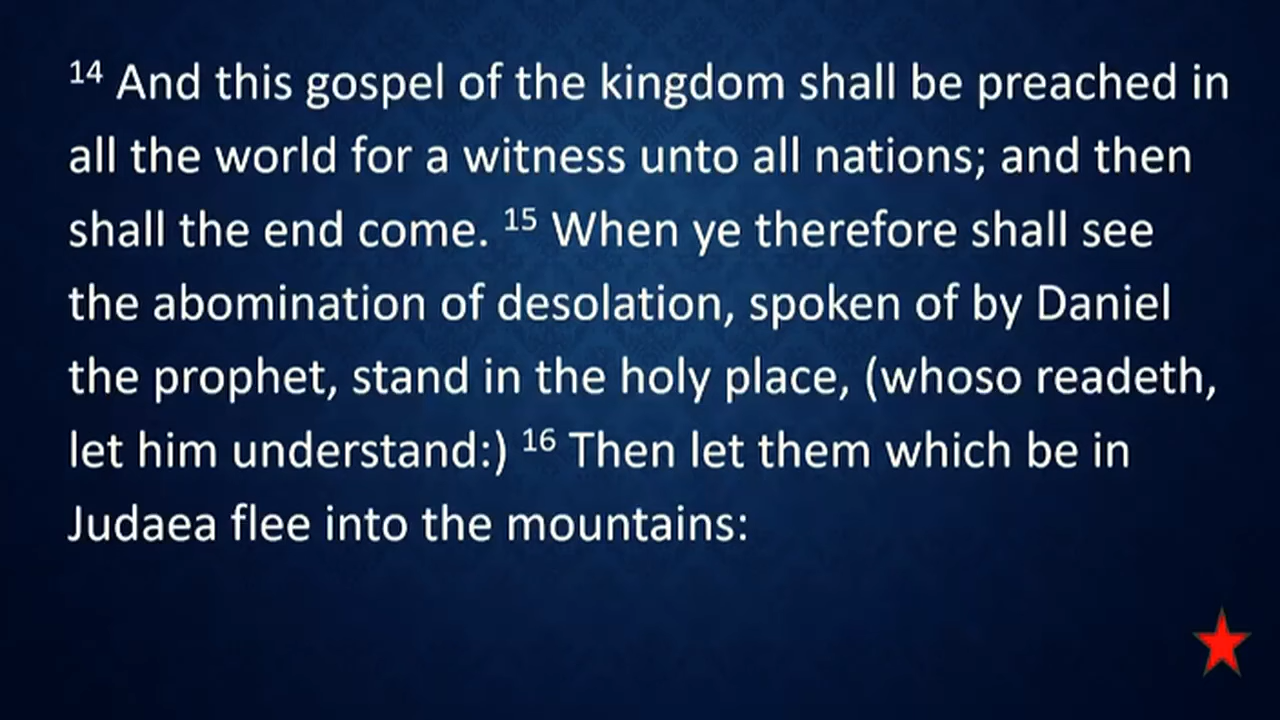 14 And this gospel of the kingdom shall be preached in
all the world for a witness unto all nations; and then
shall the end come. 15 When ye therefore shall see
the abomination of desolation, spoken of by Daniel
the prophet, stand in the holy place, (whoso readeth,
let him understand:) 16 Then let them which be in
Judaea flee into the mountains: